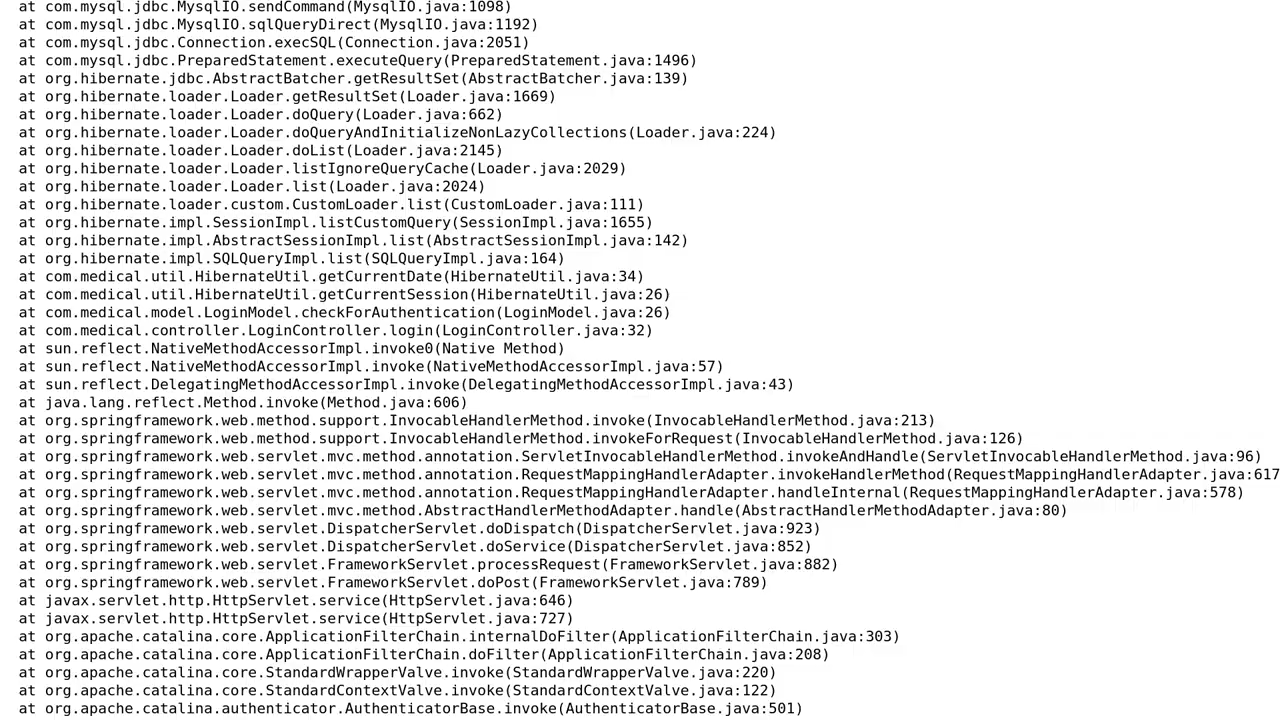 at com.mysql.jdbc.MysqlIO.sendCommand(MysqlIO.java:1098)
at com.mysql.jdbc.MysqlIO.sqlQueryDirect(MysqlIO.java:1192)
at com.mysql.jdbc.Connection.execSQL(Connection.java:2051)
at com.mysql.jdbc.PreparedStatement.executeQuery(PreparedStatement.java:1496)
at org.hibernate.jdbc.AbstractBatcher.getResultSet(AbstractBatcher.java:139)
at org.hibernate.loader.Loader.getResultSet(Loader.java:1669)
at org.hibernate.loader.Loader.doQuery(Loader.java:662)
at org.hibernate.loader.Loader.doQueryAndInitializeNonLazyCollections(Loader.java:224)
at org.hibernate.loader.Loader.doList(Loader.java:2145)
at org.hibernate.loader.Loader.listIgnoreQueryCache(Loader.java:2029)
at org.hibernate.loader.Loader.list(Loader.java:2024)
at org.hibernate.loader.custom.CustomLoader.list(CustomLoader.java:111)
at org.hibernate.impl.SessionImpl.listCustomQuery(SessionImpl.java:1655)
at org.hibernate.impl.AbstractSessionImpl.list(AbstractSessionImpl.java:142)
at org.hibernate.impl.SQLQueryImpl.list(SQLQueryImpl.java:164)
at com.medical.util.HibernateUtil.getCurrentDate(HibernateUtil.java:34)
at com.medical.util.HibernateUtil.getCurrentSession(HibernateUtil.java:26)
at com.medical.model.LoginModel.checkForAuthentication(LoginModel.java:26)
at com.medical.controller.LoginController.login(LoginController.java:32)
at sun.reflect.NativeMethodAccessorImpl.invoke0(Native Method)
at sun.reflect.NativeMethodAccessorImpl.invoke(NativeMethodAccessorImpl.java:57)
at sun.reflect.DelegatingMethodAccessorImpl.invoke(DelegatingMethodAccessorImpl.java:43)
at java.lang.reflect.Method.invoke(Method.java:606)
at org.springframework.web.method.support.InvocableHandlerMethod.invoke(InvocableHandlerMethod.java:213)
at org.springframework.web.method.support.InvocableHandlerMethod.invokeForRequest(InvocableHandlerMethod.java:126)
at org.springframework.web.servlet.mvc.method.annotation.ServletInvocableHandlerMethod.invokeAndHandle(ServletInvocableHandlerMethod.java:96)
at org.springframework.web.servlet.mvc.method.annotation.RequestMappingHandlerAdapter.invokeHandlerMethod(RequestMappingHandlerAdapter.java:617
at org.springframework.web.servlet.mvc.method.annotation.RequestMappingHandlerAdapter.handleInternal(RequestMappingHandlerAdapter.java:578)
at org.springframework.web.servlet.mvc.method.AbstractHandlerMethodAdapter.handle(AbstractHandlerMethodAdapter.java:80)
at org.springframework.web.servlet.DispatcherServlet.doDispatch(DispatcherServlet.java:923)
at org.springframework.web.servlet.DispatcherServlet.doService(DispatcherServlet.java:852)
at org.springframework.web.servlet.FrameworkServlet.processRequest(FrameworkServlet.java:882)
at org.springframework.web.servlet.FrameworkServlet.doPost(FrameworkServlet.java:789)
at javax.servlet.http.HttpServlet.service(HttpServlet.java:646)
at javax.servlet.http.HttpServlet.service(HttpServlet.java:727)
at org.apache.catalina.core.ApplicationFilterChain.internalDoFilter(ApplicationFilterChain.java:303)
at org.apache.catalina.core.ApplicationFilterChain.doFilter(ApplicationFilterChain.java:208)
at org.apache.catalina.core.StandardWrapperValve.invoke(StandardWrapperValve.java:220)
at org.apache.catalina.core.StandardContextValve.invoke(StandardContextValve.java:122)
at org.apache.catalina.authenticator.AuthenticatorBase.invoke(AuthenticatorBase.java:501)